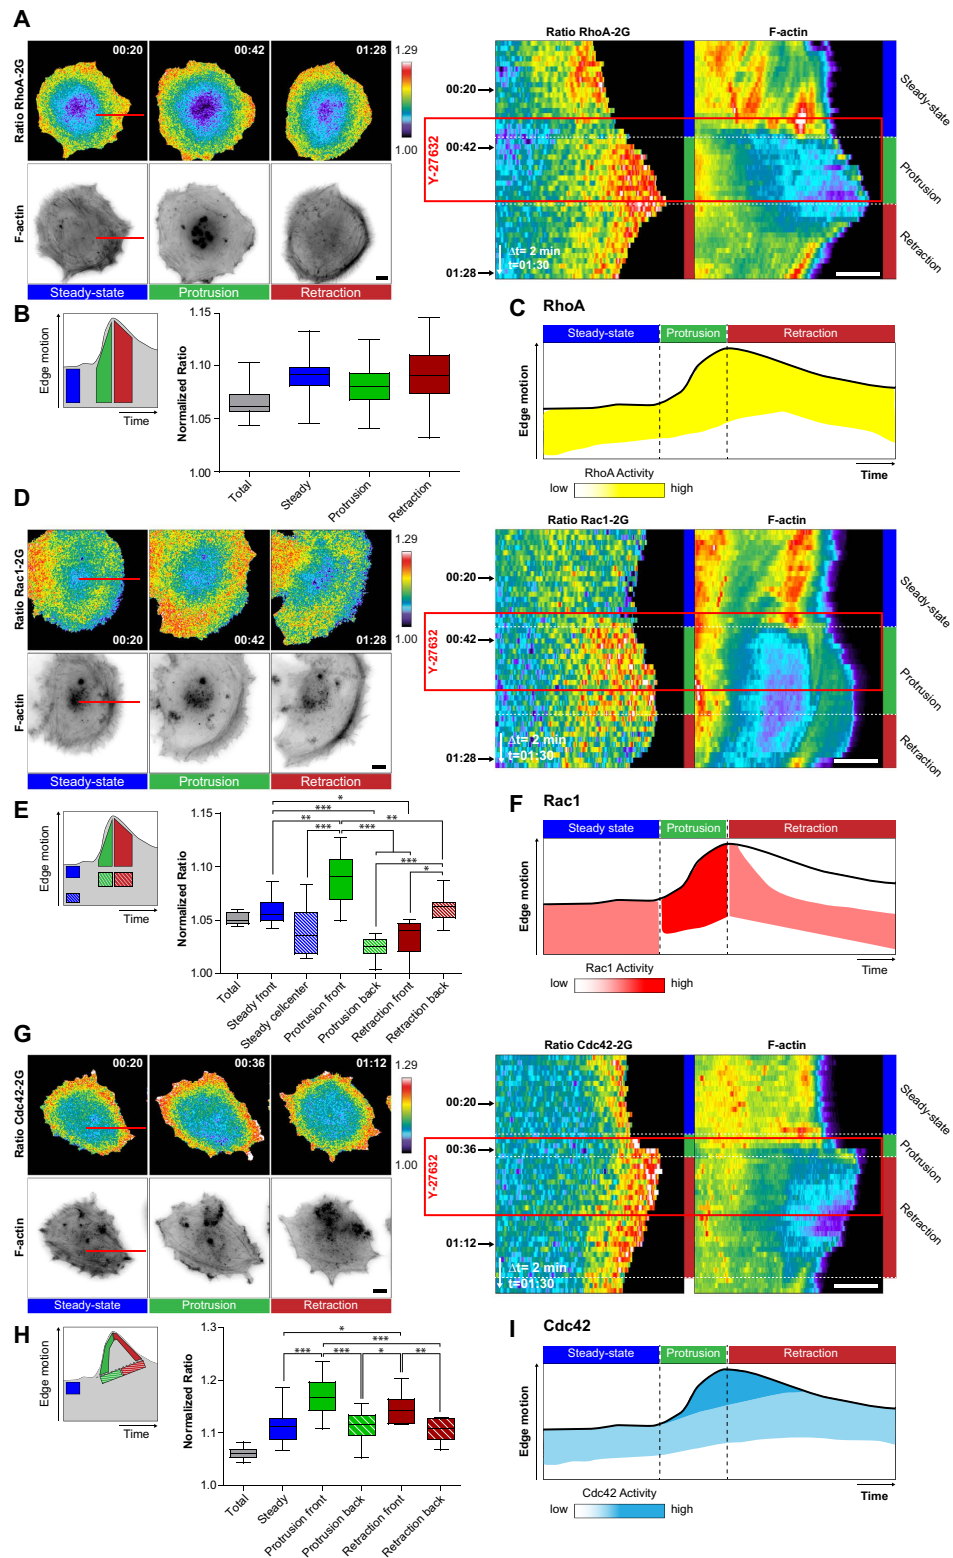 A
Ratio RhoA-2G
00:20
00:42
01:28
1.29
1.00
F-actin
Steady-state
Protrusion
Retraction
Ratio RhoA-2G
F-actin
00:20
00:42
01:28
Y-27632
Δt= 2 min
t=01:30
Steady-state
Protrusion
Retraction
B
Edge motion
Time
Normalized Ratio
1.15
1.10
1.05
1.00
Total
Steady
Protrusion
Retraction
C
RhoA
Steady-state
Protrusion
Retraction
Edge motion
Time
RhoA Activity
low
high
D
Ratio Rac1-2G
00:20
00:42
01:28
1.29
1.00
F-actin
Steady-state
Protrusion
Retraction
Ratio Rac1-2G
F-actin
00:20
00:42
01:28
Y-27632
Δt= 2 min
t=01:30
Steady-state
Protrusion
Retraction
E
Edge motion
Time
Normalized Ratio
1.15
1.10
1.05
1.00
*
***
** **
*** ***
***
*
Total
Steady front
Steady cellcenter
Protrusion front
Protrusion back
Retraction front
Retraction back
F
Rac1
Steady state
Protrusion
Retraction
Edge motion
Time
Rac1 Activity
low
high
G
Ratio Cdc42-2G
00:20
00:36
01:12
1.29
1.00
F-actin
Steady-state
Protrusion
Retraction
Ratio Cdc42-2G
F-actin
00:20
00:36
01:12
Y-27632
Δt= 2 min
t=01:30
Steady-state
Protrusion
Retraction
H
Edge motion
Time
Normalized Ratio
1.3
1.2
1.1
1.0
*
***
*** *** * **
Total
Steady
Protrusion front
Protrusion back
Retraction front
Retraction back
I
Cdc42
Steady-state
Protrusion
Retraction
Edge motion
Time
Cdc42 Activity
low
high